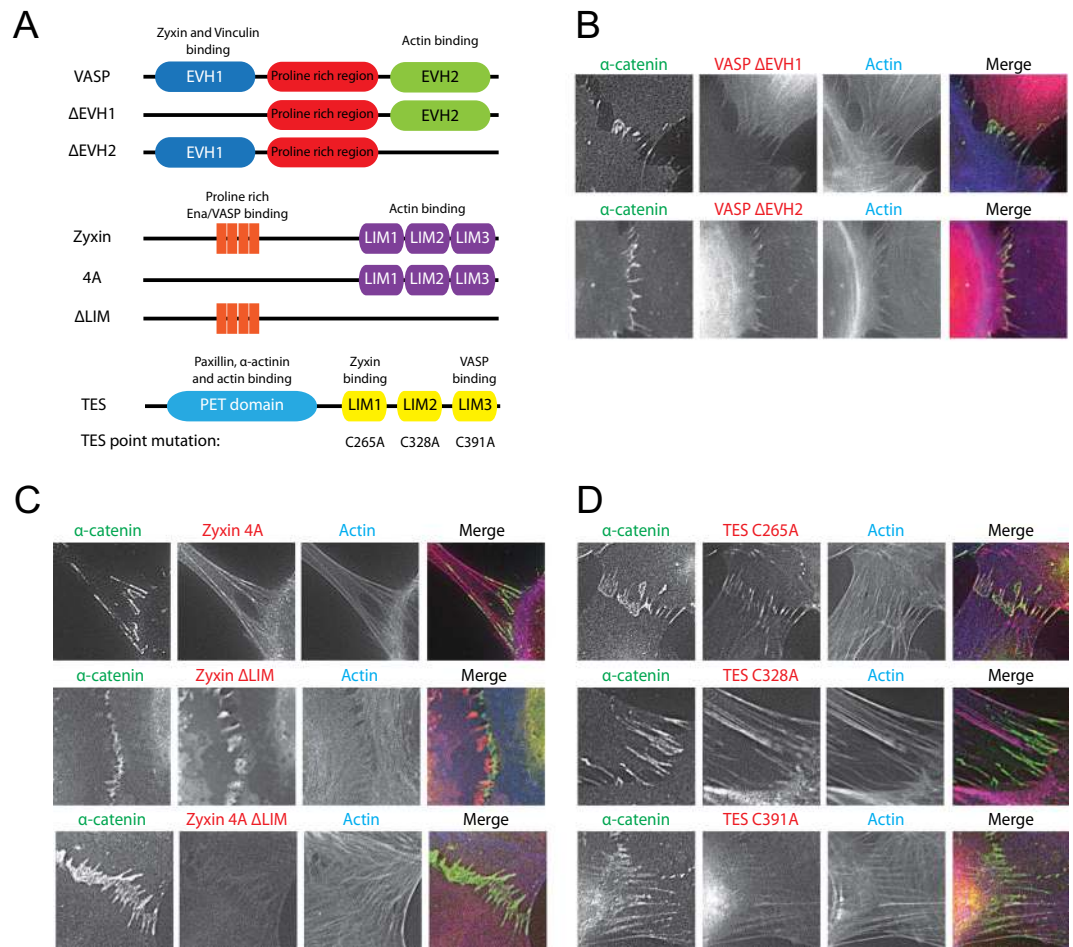 A
Zyxin and Vinculin
binding
Actin binding
VASP
EVH1
Proline rich region
EVH2
ΔEVH1
Proline rich region
EVH2
ΔEVH2
EVH1
Proline rich region
Proline rich
Ena/VASP binding
Actin binding
Zyxin
LIM1
LIM2
LIM3
4A
LIM1
LIM2
LIM3
ΔLIM
Paxillin, α-actinin
and actin binding
Zyxin
binding
VASP
binding
TES
PET domain
LIM1
LIM2
LIM3
TES point mutation:
C265A
C328A
C391A
B
α-catenin
VASP ΔEVH1
Actin
Merge
α-catenin
VASP ΔEVH2
Actin
Merge
C
α-catenin
Zyxin 4A
Actin
Merge
α-catenin
Zyxin ΔLIM
Actin
Merge
α-catenin
Zyxin 4A ΔLIM
Actin
Merge
D
α-catenin
TES C265A
Actin
Merge
α-catenin
TES C328A
Actin
Merge
α-catenin
TES C391A
Actin
Merge